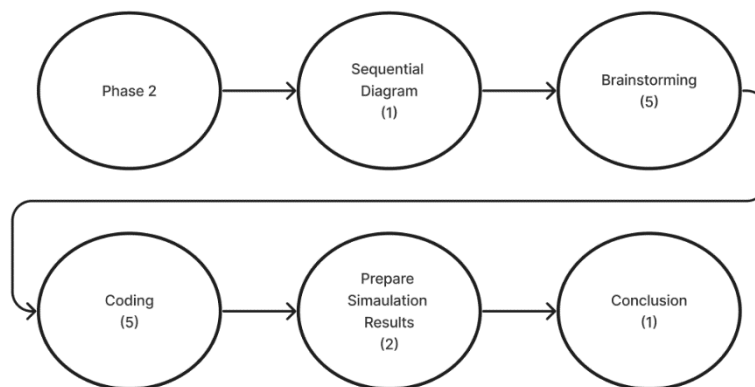 Phase 2
Sequential
Diagram
(1)
Brainstorming
(5)
Coding
(5)
Prepare
Simaulation
Results
(2)
Conclusion
(1)